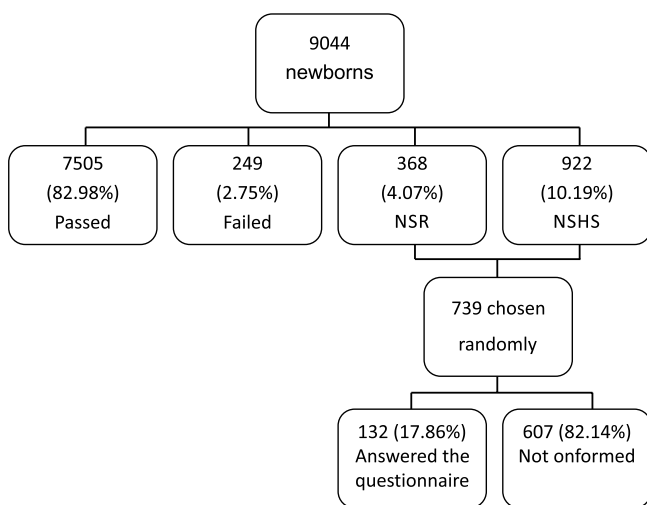 9044
newborns
7505
(82.98%)
Passed
249
(2.75%)
Failed
368
(4.07%)
NSR
922
(10.19%)
NSHS
739 chosen
randomly
132 (17.86%)
Answered the
questionnaire
607 (82.14%)
Not onformed